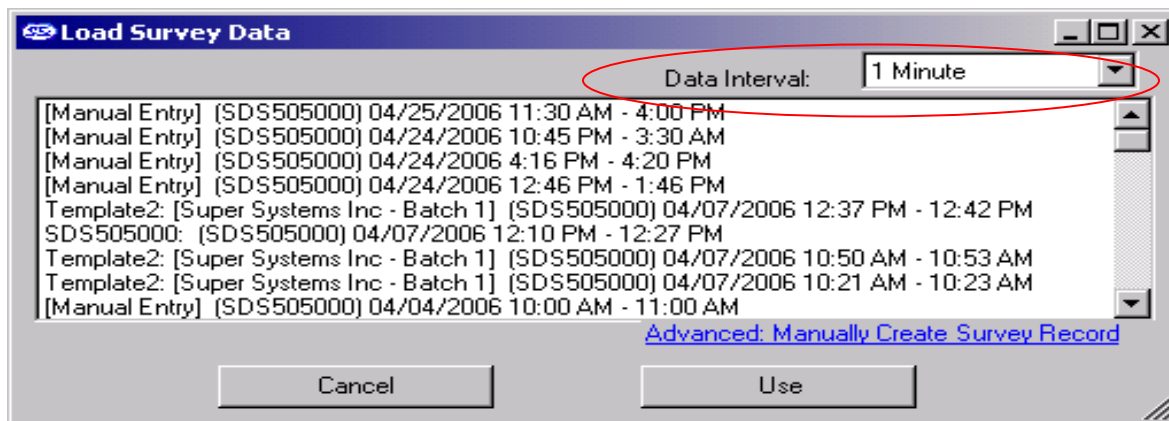 Load Survey Data
Data Interval: 1 Minute
[Manual Entry] (SDS505000) 04/25/2006 11:30 AM - 4:00 PM
[Manual Entry] (SDS505000) 04/24/2006 10:45 PM - 3:30 AM
[Manual Entry] (SDS505000) 04/24/2006 4:16 PM - 4:20 PM
[Manual Entry] (SDS505000) 04/24/2006 12:46 PM - 1:46 PM
Template2: [Super Systems Inc - Batch 1] (SDS505000) 04/07/2006 12:37 PM - 12:42 PM
SDS505000: (SDS505000) 04/07/2006 12:10 PM - 12:27 PM
Template2: [Super Systems Inc - Batch 1] (SDS505000) 04/07/2006 10:50 AM - 10:53 AM
Template2: [Super Systems Inc - Batch 1] (SDS505000) 04/07/2006 10:21 AM - 10:23 AM
[Manual Entry] (SDS505000) 04/04/2006 10:00 AM - 11:00 AM
Advanced: Manually Create Survey Record
Cancel Use